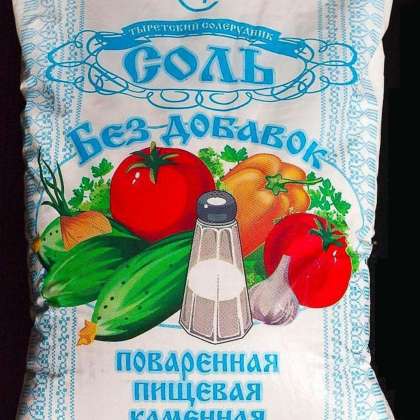 ТЫРЕТСКИЙ СОЛЕРУДНИК
СОЛЬ
БЕЗ ДОБАВОК
ПОВАРЕННАЯ
ПИЩЕВАЯ
КАМЕННАЯ